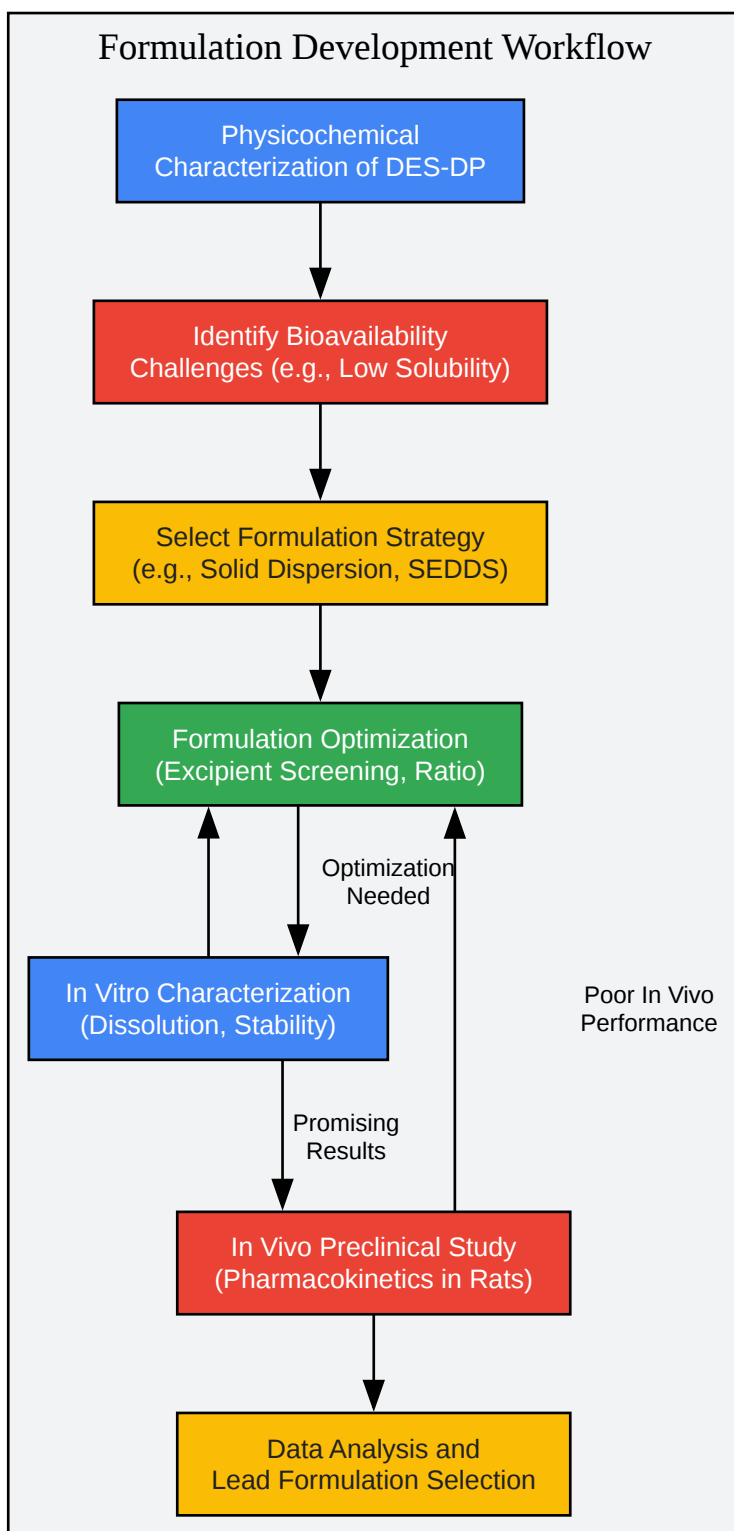 Formulation Development Workflow
Physicochemical
Characterization of DES-DP
Identify Bioavailability
Challenges (e.g., Low Solubility)
Select Formulation Strategy
(e.g., Solid Dispersion, SEDDS)
Formulation Optimization
(Excipient Screening, Ratio)
Optimization
Needed
In Vitro Characterization
(Dissolution, Stability)
Poor In Vivo
Performance
Promising
Results
In Vivo Preclinical Study
(Pharmacokinetics in Rats)
Data Analysis and
Lead Formulation Selection